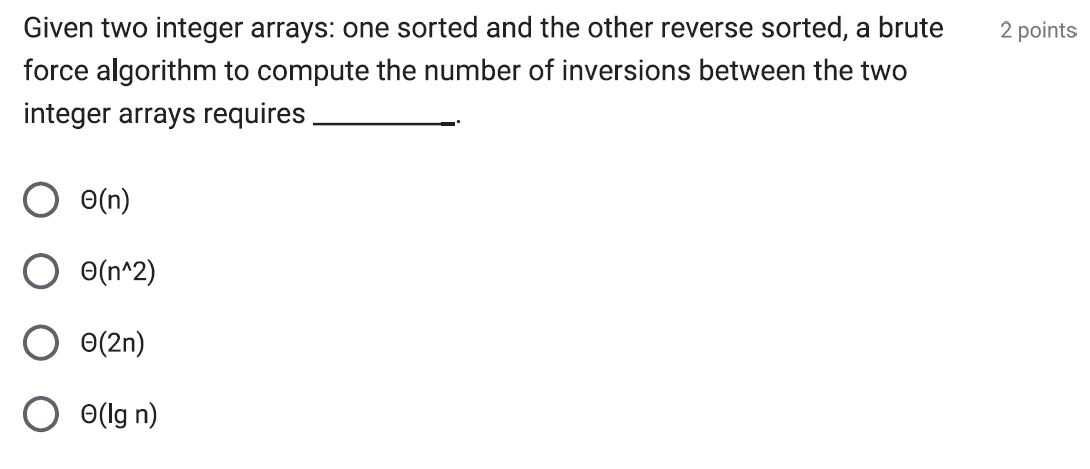 Given two integer arrays: one sorted and the other reverse sorted, a brute
2 points
force algorithm to compute the number of inversions between the two
integer arrays requires __________.
Θ(n)
Θ(n^2)
Θ(2n)
Θ(lg n)